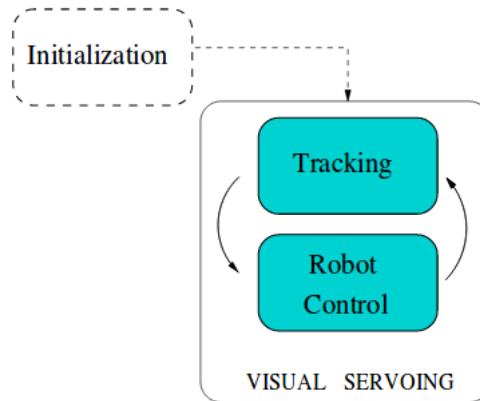 Initialization
Tracking
Robot
Control
VISUAL SERVOING